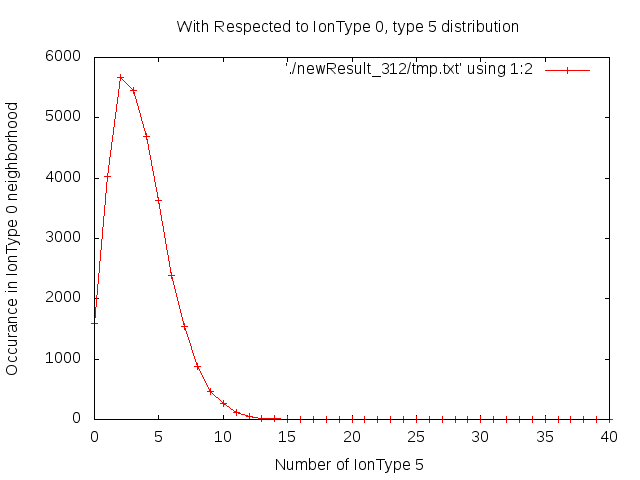 With Respected to IonType 0, type 5 distribution
'./newResult_312/tmp.txt' using 1:2
Occurance in IonType 0 neighborhood
6000
5000
4000
3000
2000
1000
0
0 5 10 15 20 25 30 35 40
Number of IonType 5